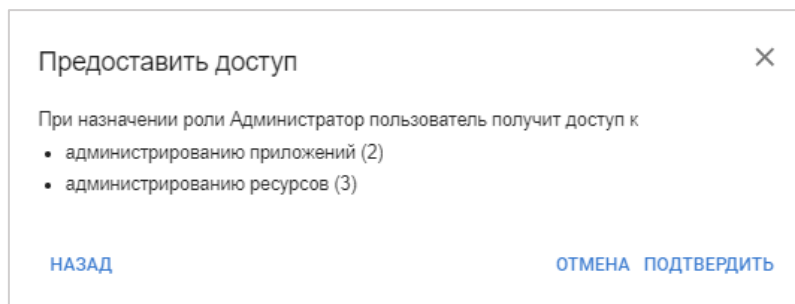 Предоставить доступ
При назначении роли Администратор пользователь получит доступ к
• администрированию приложений (2)
• администрированию ресурсов (3)
НАЗАД ОТМЕНА ПОДТВЕРДИТЬ